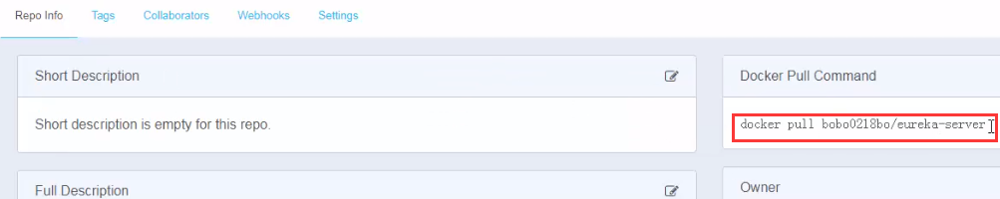 Repo Info Tags Collaborators Webhooks Settings
Short Description
Short description is empty for this repo.
Full Description
Docker Pull Command
docker pull bobo0218bo/eureka-server
Owner